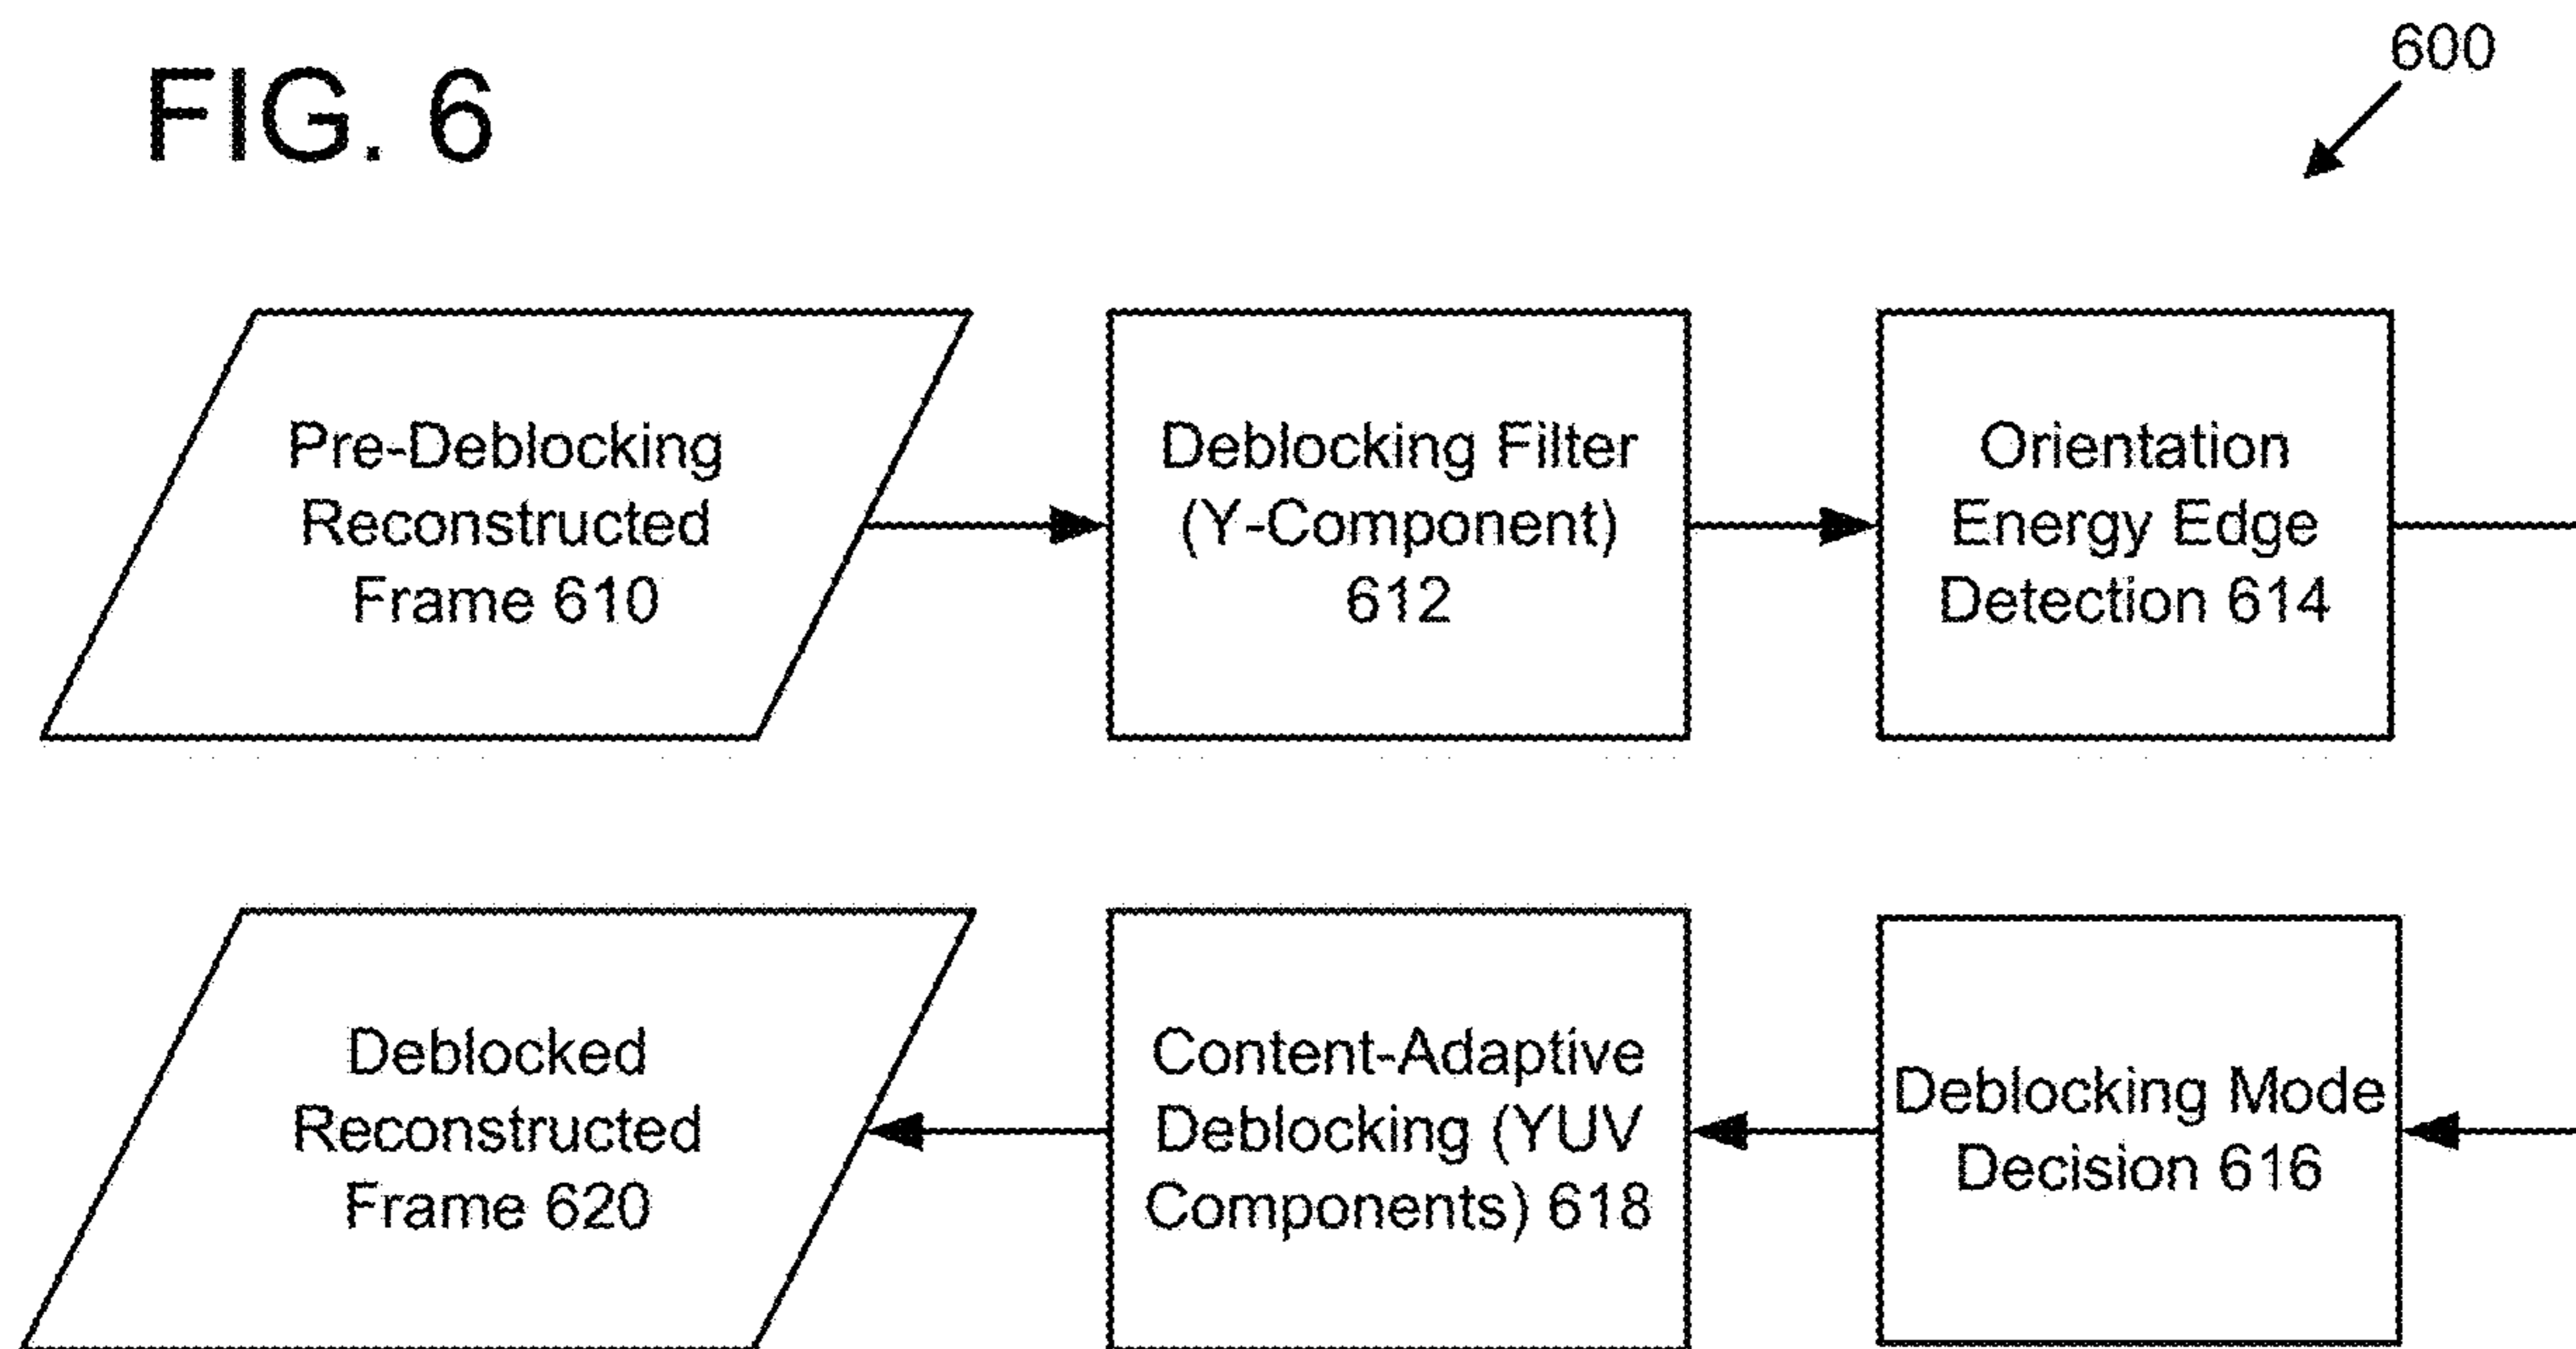 FIG. 6
600
Pre-Deblocking
Reconstructed
Frame 610
Deblocking Filter
(Y-Component)
612
Orientation
Energy Edge
Detection 614
Deblocked
Reconstructed
Frame 620
Content-Adaptive
Deblocking (YUV
Components) 618
Deblocking Mode
Decision 616